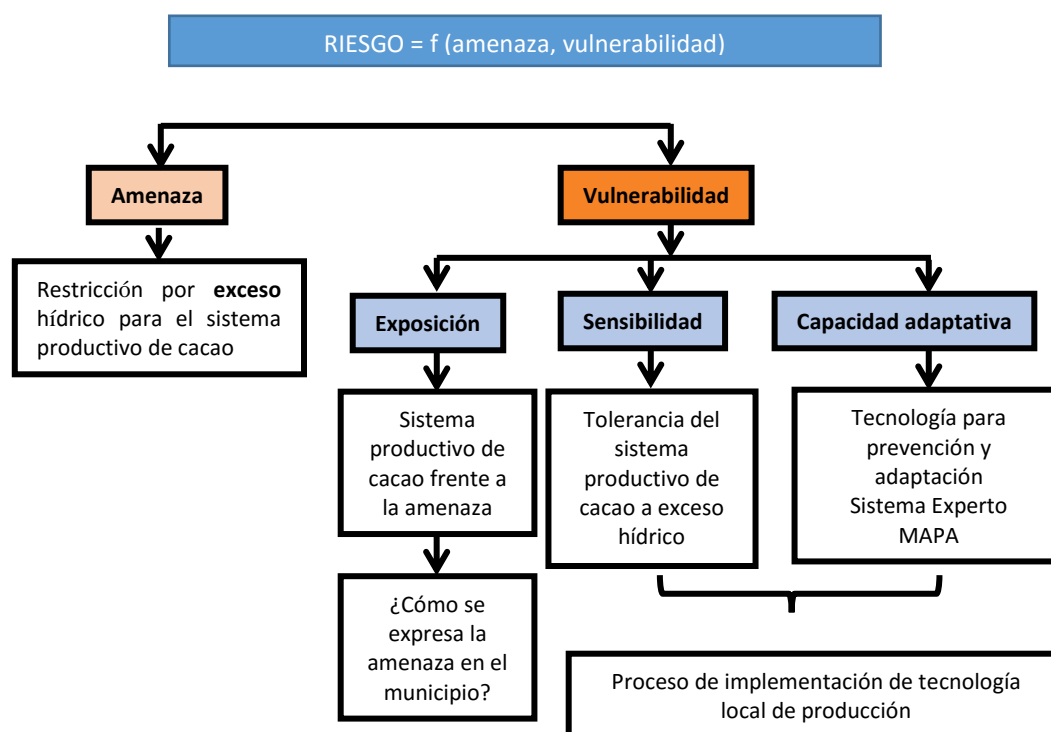 RIESGO = f (amenaza, vulnerabilidad)
Amenaza
Vulnerabilidad
Restricción por exceso
hídrico para el sistema
productivo de cacao
Exposición
Sensibilidad
Capacidad adaptativa
Sistema
productivo de
cacao frente a
la amenaza
Tolerancia del
sistema
productivo de
cacao a exceso
hídrico
Tecnología para
prevención y
adaptación
Sistema Experto
MAPA
¿Cómo se
expresa la
amenaza en el
municipio?
Proceso de implementación de tecnología
local de producción